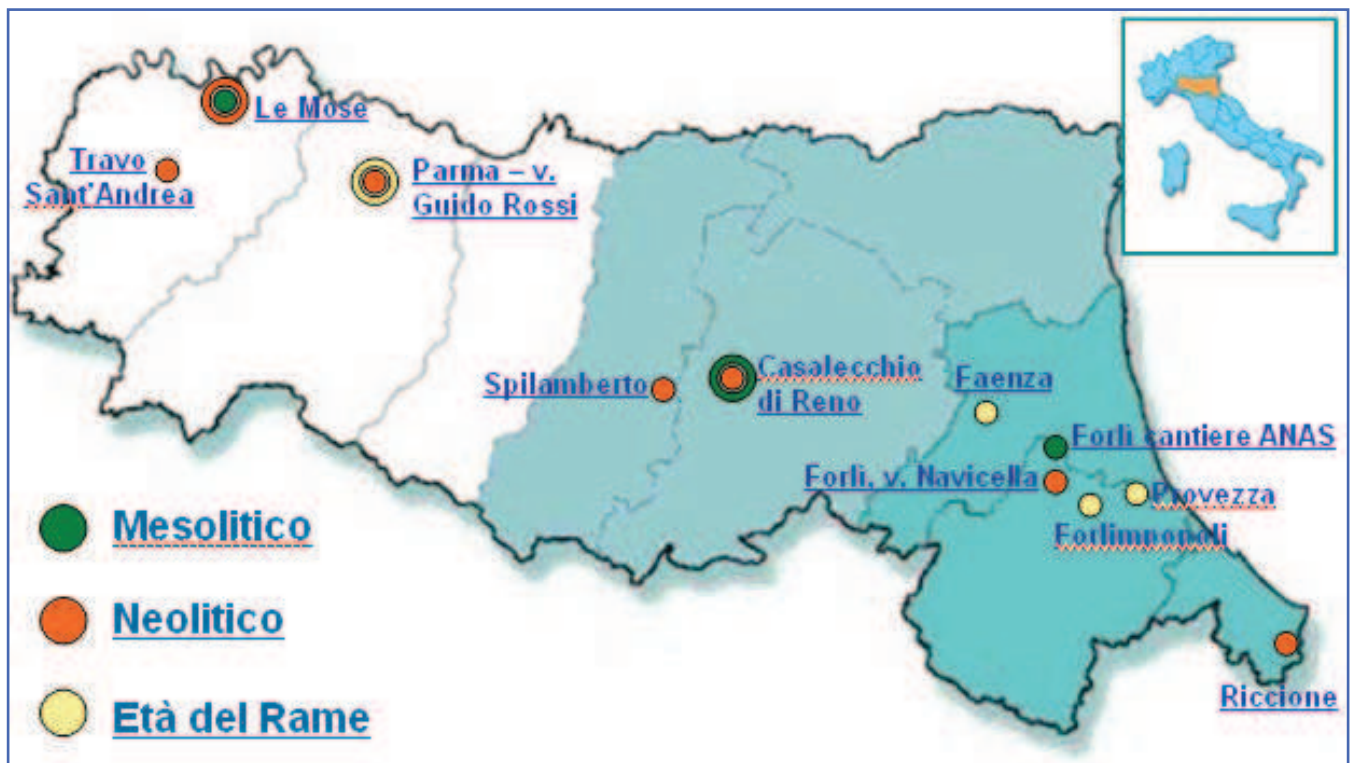 Le Mose
Travo
Sant'Andrea
Parma – v.
Guido Rossi
Spilamberto
Casalecchio
di Reno
Faenza
Forlì cantiere ANAS
Forlì, v. Navicella
Provezza
Forlimpopoli
Riccione
Mesolitico
Neolitico
Età del Rame